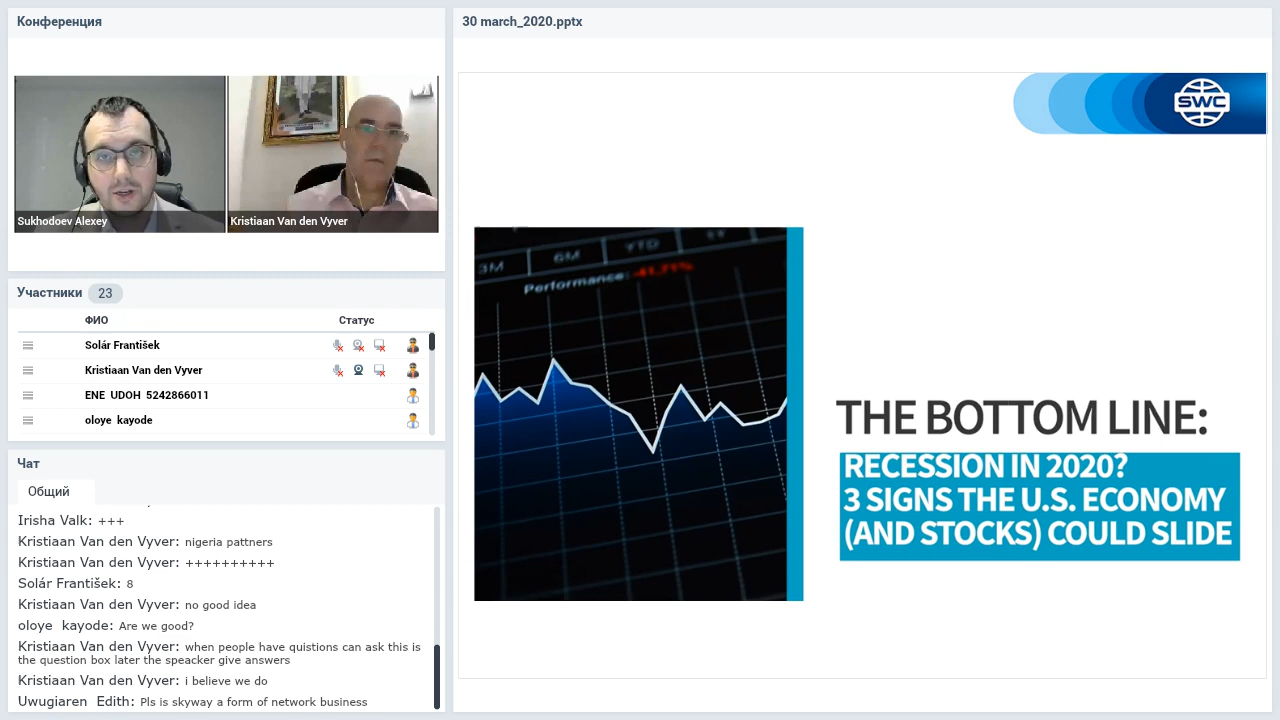 Конференция
Sukhodoev Alexey
Kristiaan Van den Vyver
Участники 23
ФИО Статус
Solár František
Kristiaan Van den Vyver
ENE UDOH 5242866011
oloye kayode
Чат
Общий
Irisha Valk: +++
Kristiaan Van den Vyver: nigeria pattners
Kristiaan Van den Vyver: ++++++++++
Solár František: 8
Kristiaan Van den Vyver: no good idea
oloye kayode: Are we good?
Kristiaan Van den Vyver: when people have quistions can ask this is
the question box later the speacker give answers
Kristiaan Van den Vyver: i believe we do
Uwugiaren Edith: Pls is skyway a form of network business
30 march_2020.pptx
SWC
3M 6M YTD 1Y
Performance: -41,71%
THE BOTTOM LINE:
RECESSION IN 2020?
3 SIGNS THE U.S. ECONOMY
(AND STOCKS) COULD SLIDE